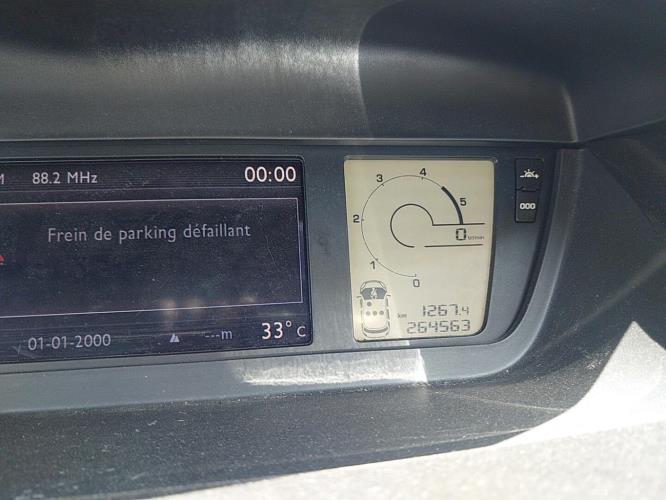 88.2 MHz
00:00
Frein de parking défaillant
01-01-2000
---m
33°C
0
1
2
3
4
5
0
km
1267.4
264563
000